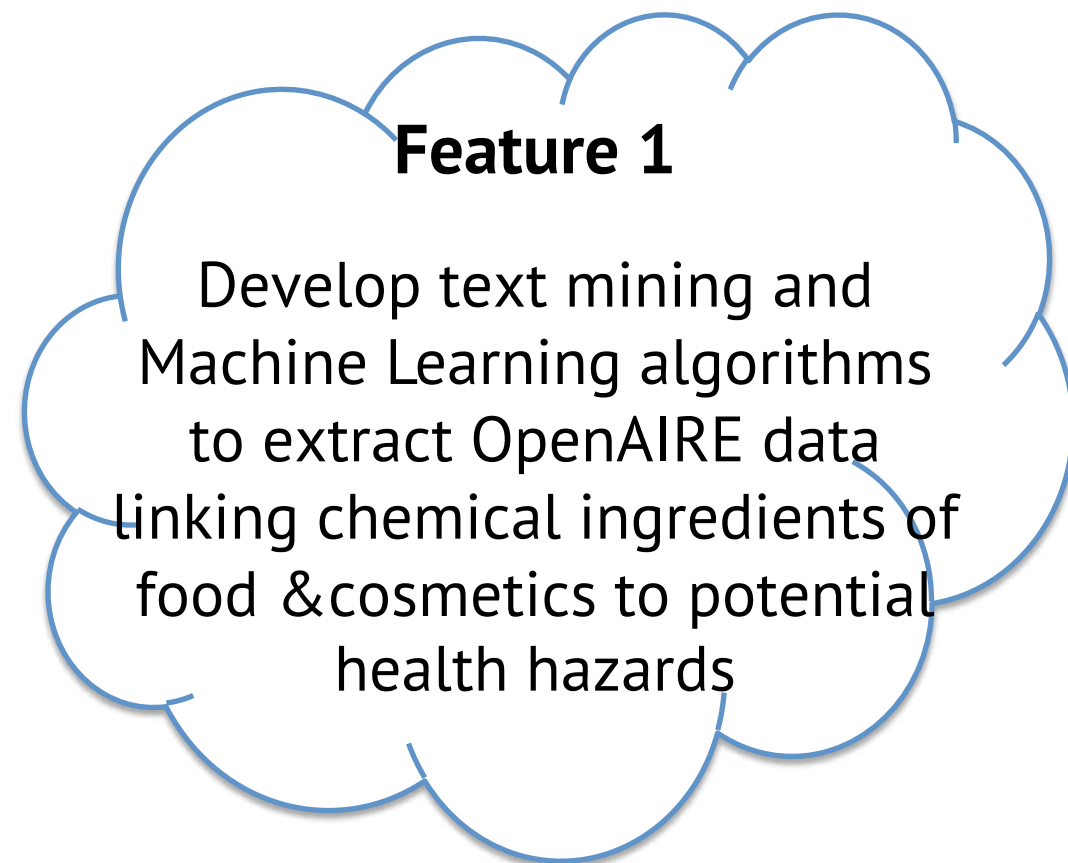 Feature 1
Develop text mining and
Machine Learning algorithms
to extract OpenAIRE data
linking chemical ingredients of
food &cosmetics to potential
health hazards